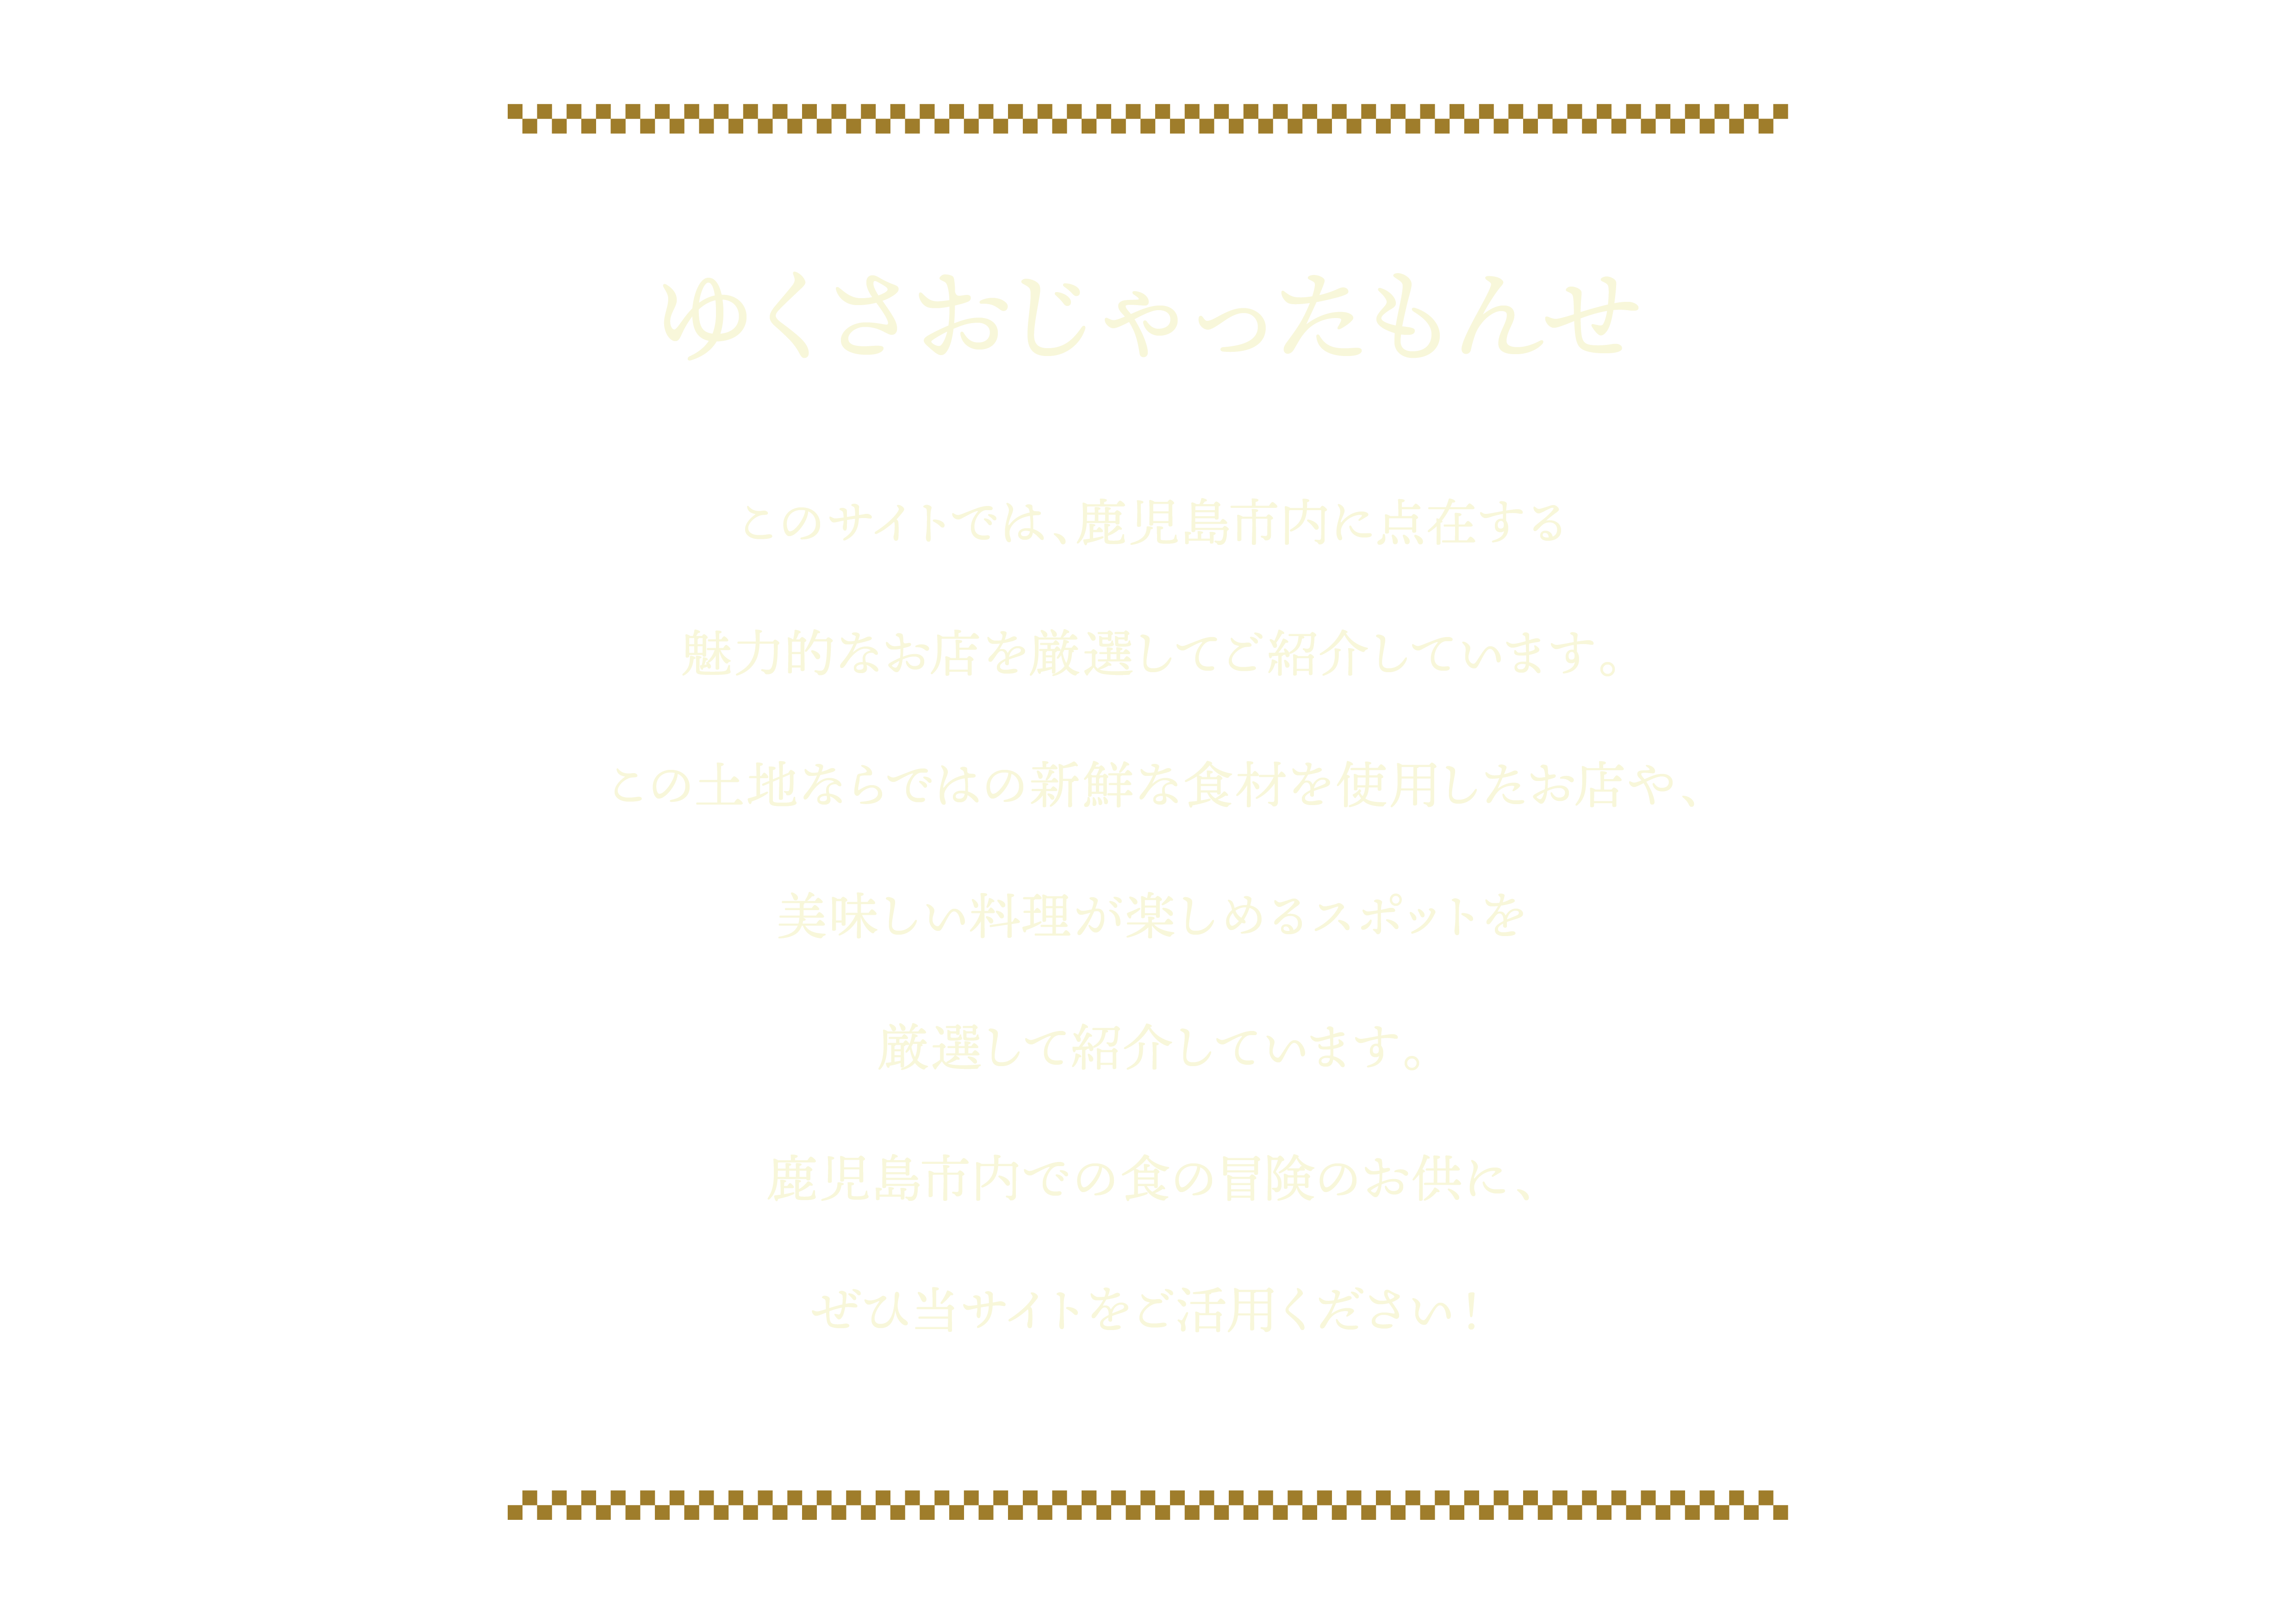 ゆくさおじゃったもんせ
このサイトでは、鹿児島市内に点在する
魅力的なお店を厳選してご紹介しています。
この土地ならではの新鮮な食材を使用したお店や、
美味しい料理が楽しめるスポットを
厳選して紹介しています。
鹿児島市内での食の冒険のお供に、
ぜひ当サイトをご活用ください！